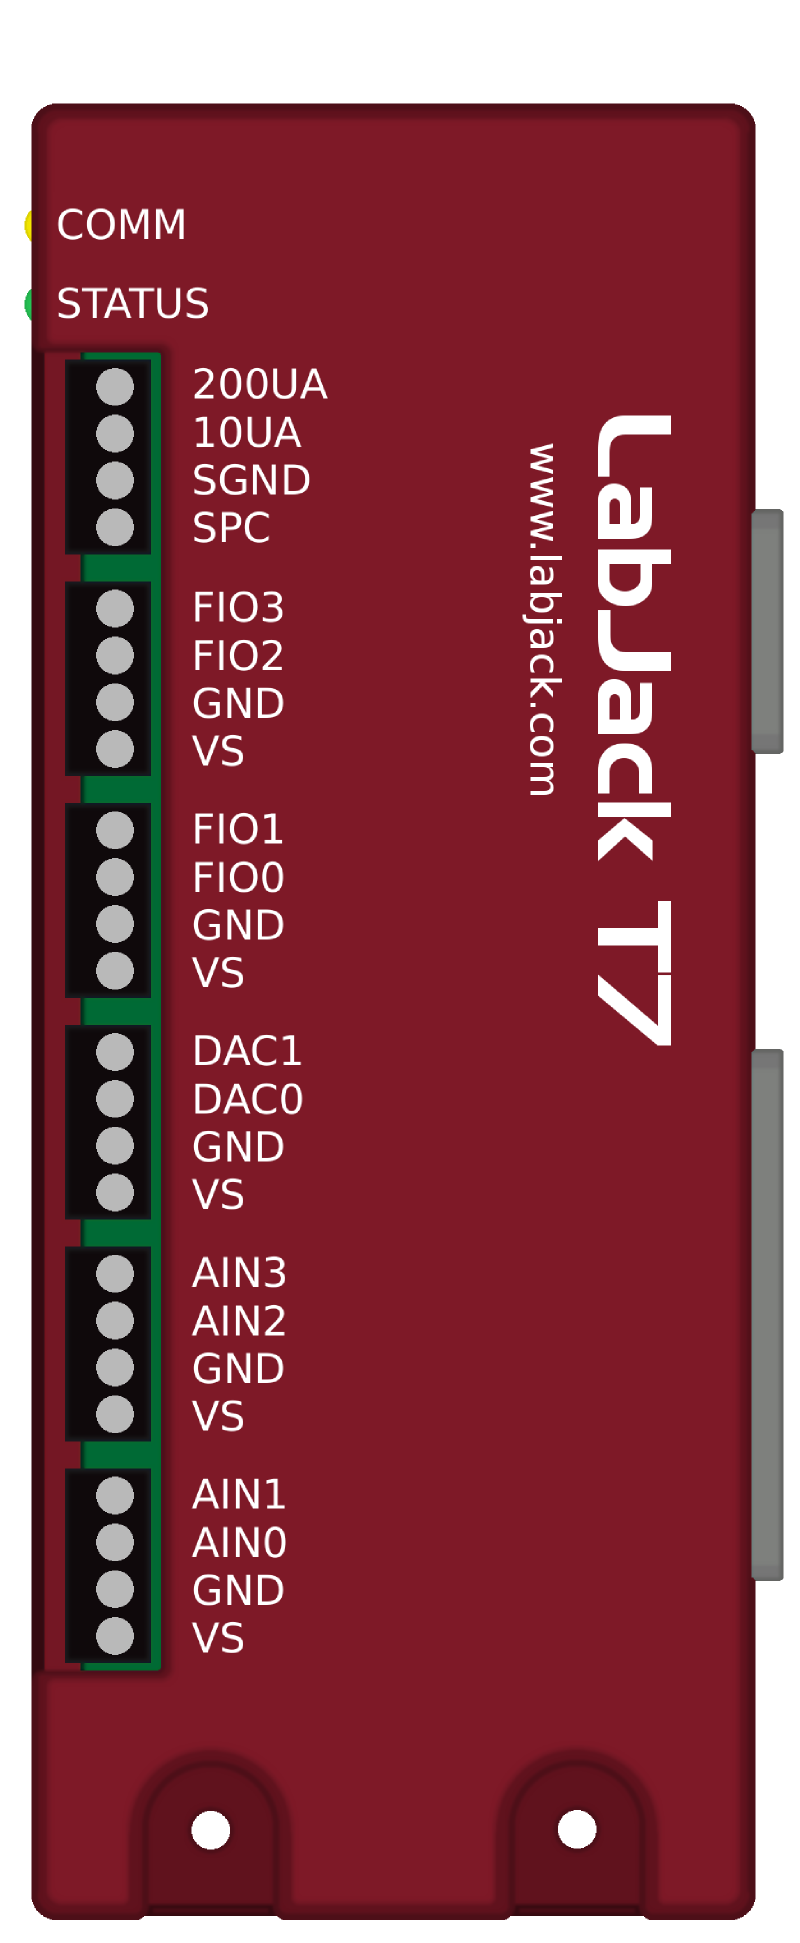 COMM
STATUS
200UA
10UA
SGND
SPC
FIO3
FIO2
GND
VS
FIO1
FIO0
GND
VS
DAC1
DAC0
GND
VS
AIN3
AIN2
GND
VS
AIN1
AIN0
GND
VS
LabJack T7
www.labjack.com